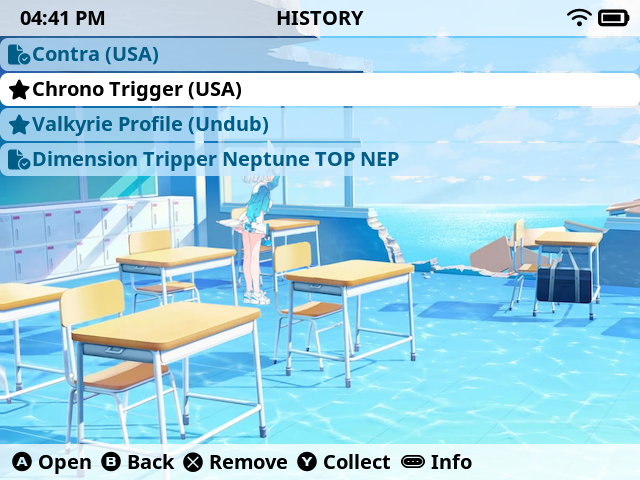 04:41 PM HISTORY
Contra (USA)
Chrono Trigger (USA)
Valkyrie Profile (Undub)
Dimension Tripper Neptune TOP NEP
A Open B Back X Remove Y Collect Info